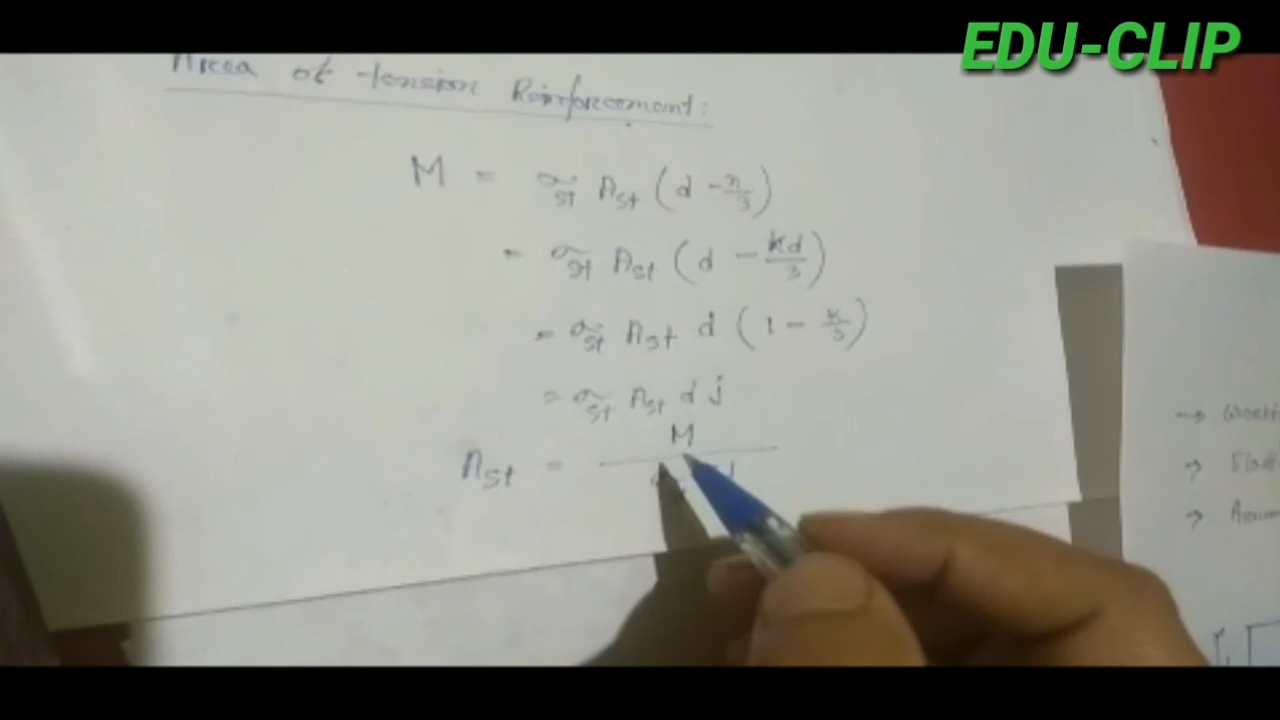 EDU-CLIP
Area of tension Reinforcement:
M = σst Ast (d - n/3)
= σst Ast (d - kd/3)
= σst Ast d (1 - k/3)
= σst Ast d j
Ast = M /
→
→
→